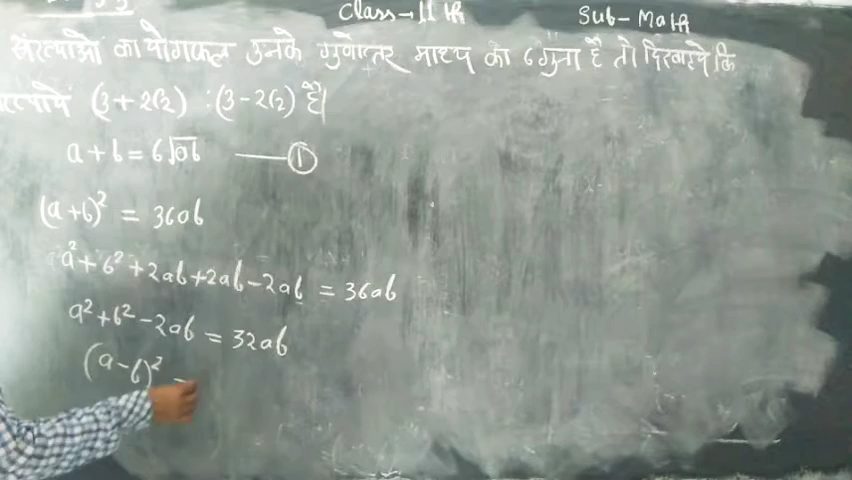 Class-11th Sub-Math
संख्याओं का योगफल उनके गुणोत्तर माध्य का 6 गुना है तो दिखाइये कि
(3+2√2) : (3-2√2) है।
a+b = 6√ab —— ①
(a+b)² = 36ab
a²+b²+2ab+2ab-2ab = 36ab
a²+b²-2ab = 32ab
(a-b)² =